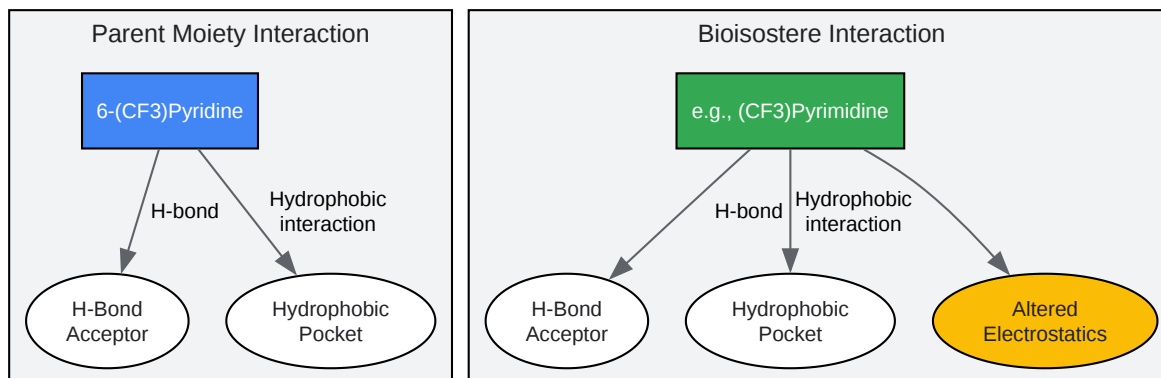 Parent Moiety Interaction
6-(CF3)Pyridine
H-bond
Hydrophobic
interaction
H-Bond
Acceptor
Hydrophobic
Pocket
Bioisostere Interaction
e.g., (CF3)Pyrimidine
H-bond
Hydrophobic
interaction
H-Bond
Acceptor
Hydrophobic
Pocket
Altered
Electrostatics